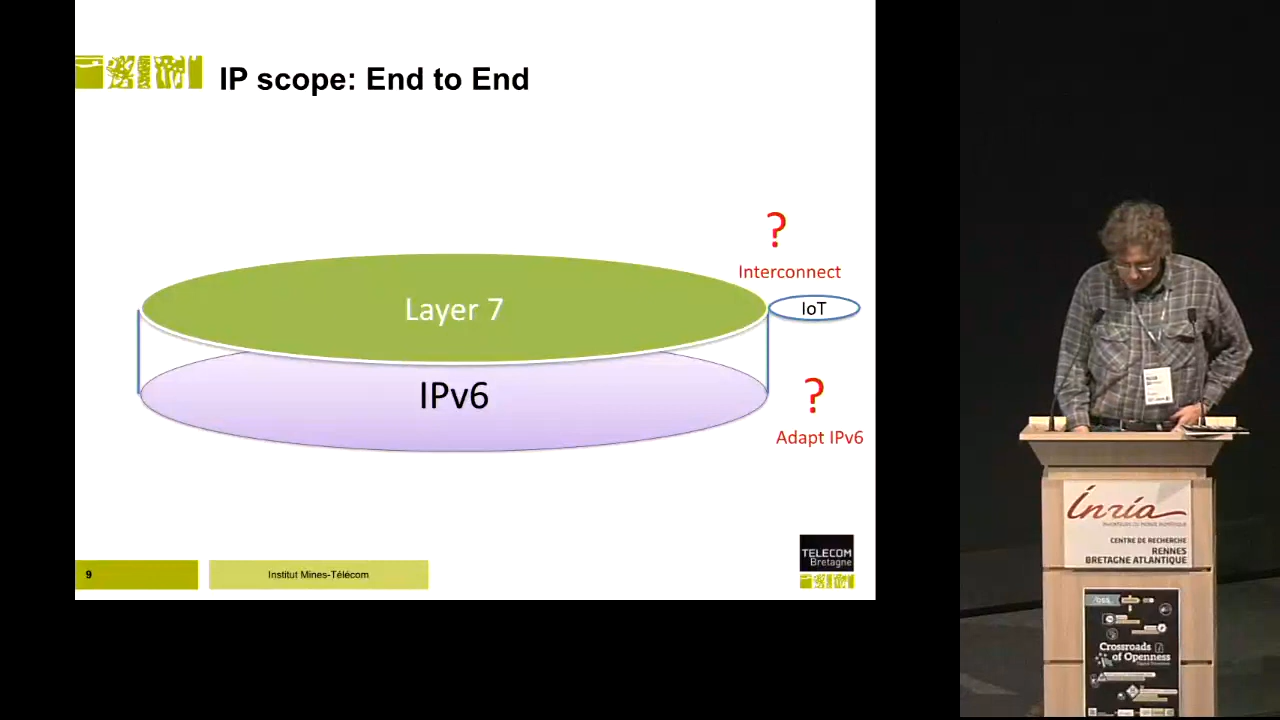 IP scope: End to End
?
Interconnect
Layer 7
IoT
IPv6
?
Adapt IPv6
TELECOM
Bretagne
9
Institut Mines-Télécom
Inria
CENTRE DE RECHERCHE
RENNES
BRETAGNE ATLANTIQUE
Crossroads
of Openness